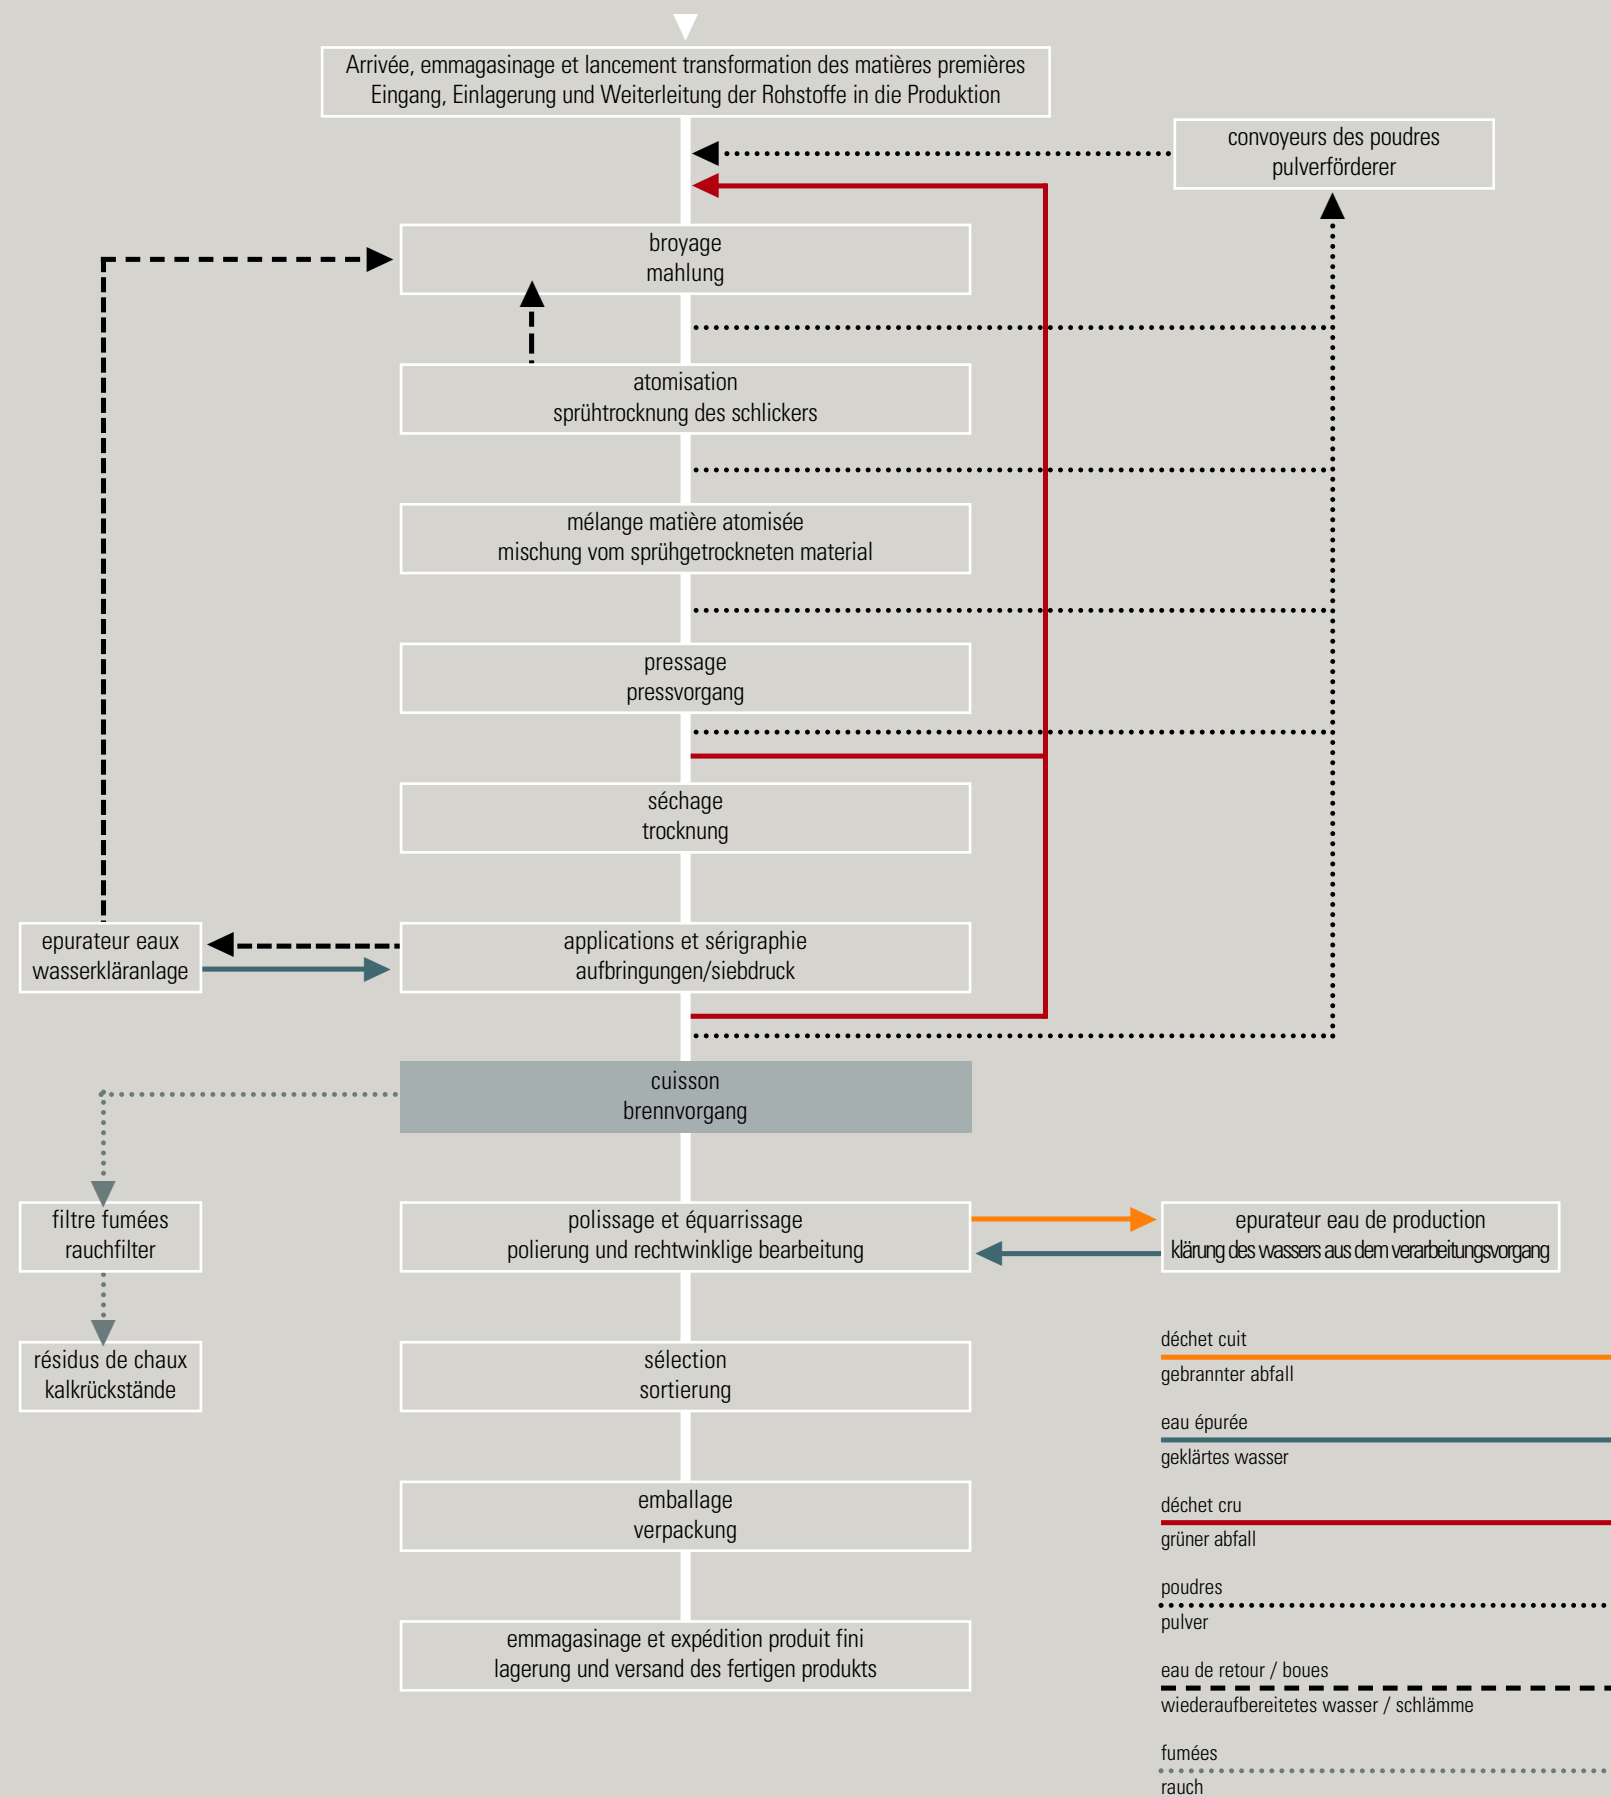 Arrivée, emmagasinage et lancement transformation des matières premières
Eingang, Einlagerung und Weiterleitung der Rohstoffe in die Produktion
convoyeurs des poudres
pulverförderer
broyage
mahlung
atomisation
sprühtrocknung des schlickers
mélange matière atomisée
mischung vom sprühgetrockneten material
pressage
pressvorgang
séchage
trocknung
epurateur eaux
wasserkläranlage
applications et sérigraphie
aufbringungen/siebdruck
cuisson
brennvorgang
filtre fumées
rauchfilter
polissage et équarrissage
polierung und rechtwinklige bearbeitung
epurateur eau de production
klärung des wassers aus dem verarbeitungsvorgang
résidus de chaux
kalkrückstände
sélection
sortierung
emballage
verpackung
emmagasinage et expédition produit fini
lagerung und versand des fertigen produkts
déchet cuit
gebrannter abfall
eau épurée
geklärtes wasser
déchet cru
grüner abfall
poudres
pulver
eau de retour / boues
wiederaufbereitetes wasser / schlämme
fumées
rauch